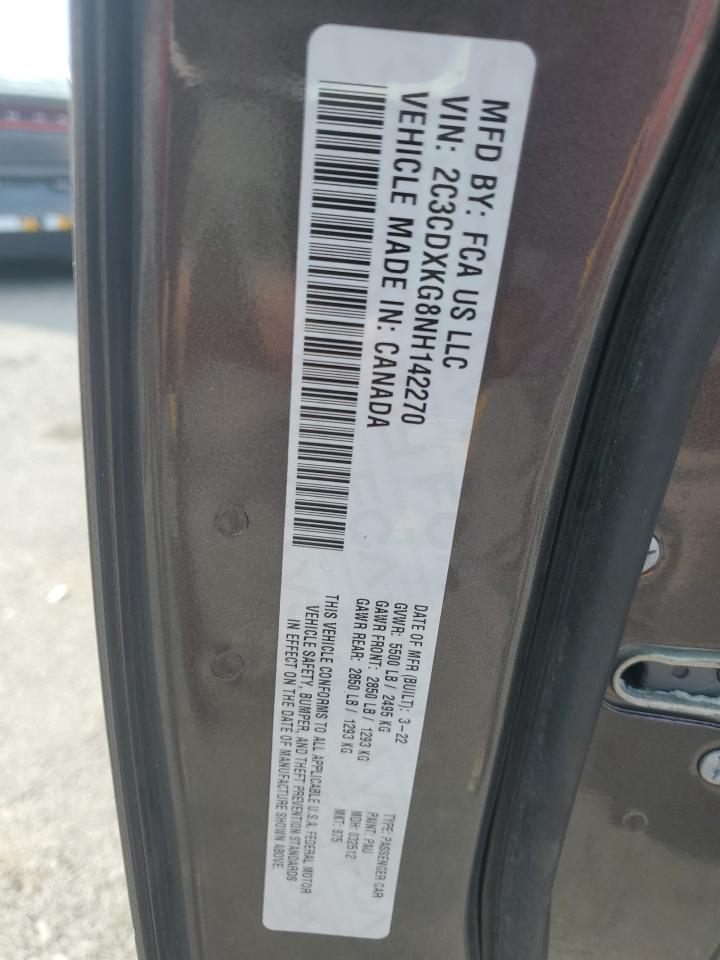 MFD BY: FCA US LLC
VIN: 2C3CDXKG8NH142270
VEHICLE MADE IN: CANADA
DATE OF MFR (BUILT): 3-22
GVWR: 5500 LB / 2495 KG
GAWR FRONT: 2850 LB / 1293 KG
GAWR REAR: 2850 LB / 1293 KG
THIS VEHICLE CONFORMS TO ALL APPLICABLE U.S.A. FEDERAL MOTOR
VEHICLE SAFETY, BUMPER, AND THEFT PREVENTION STANDARDS
IN EFFECT ON THE DATE OF MANUFACTURE SHOWN ABOVE.
TYPE: PASSENGER CAR
PAINT: PAU
MDH: 032512
MKT: 875